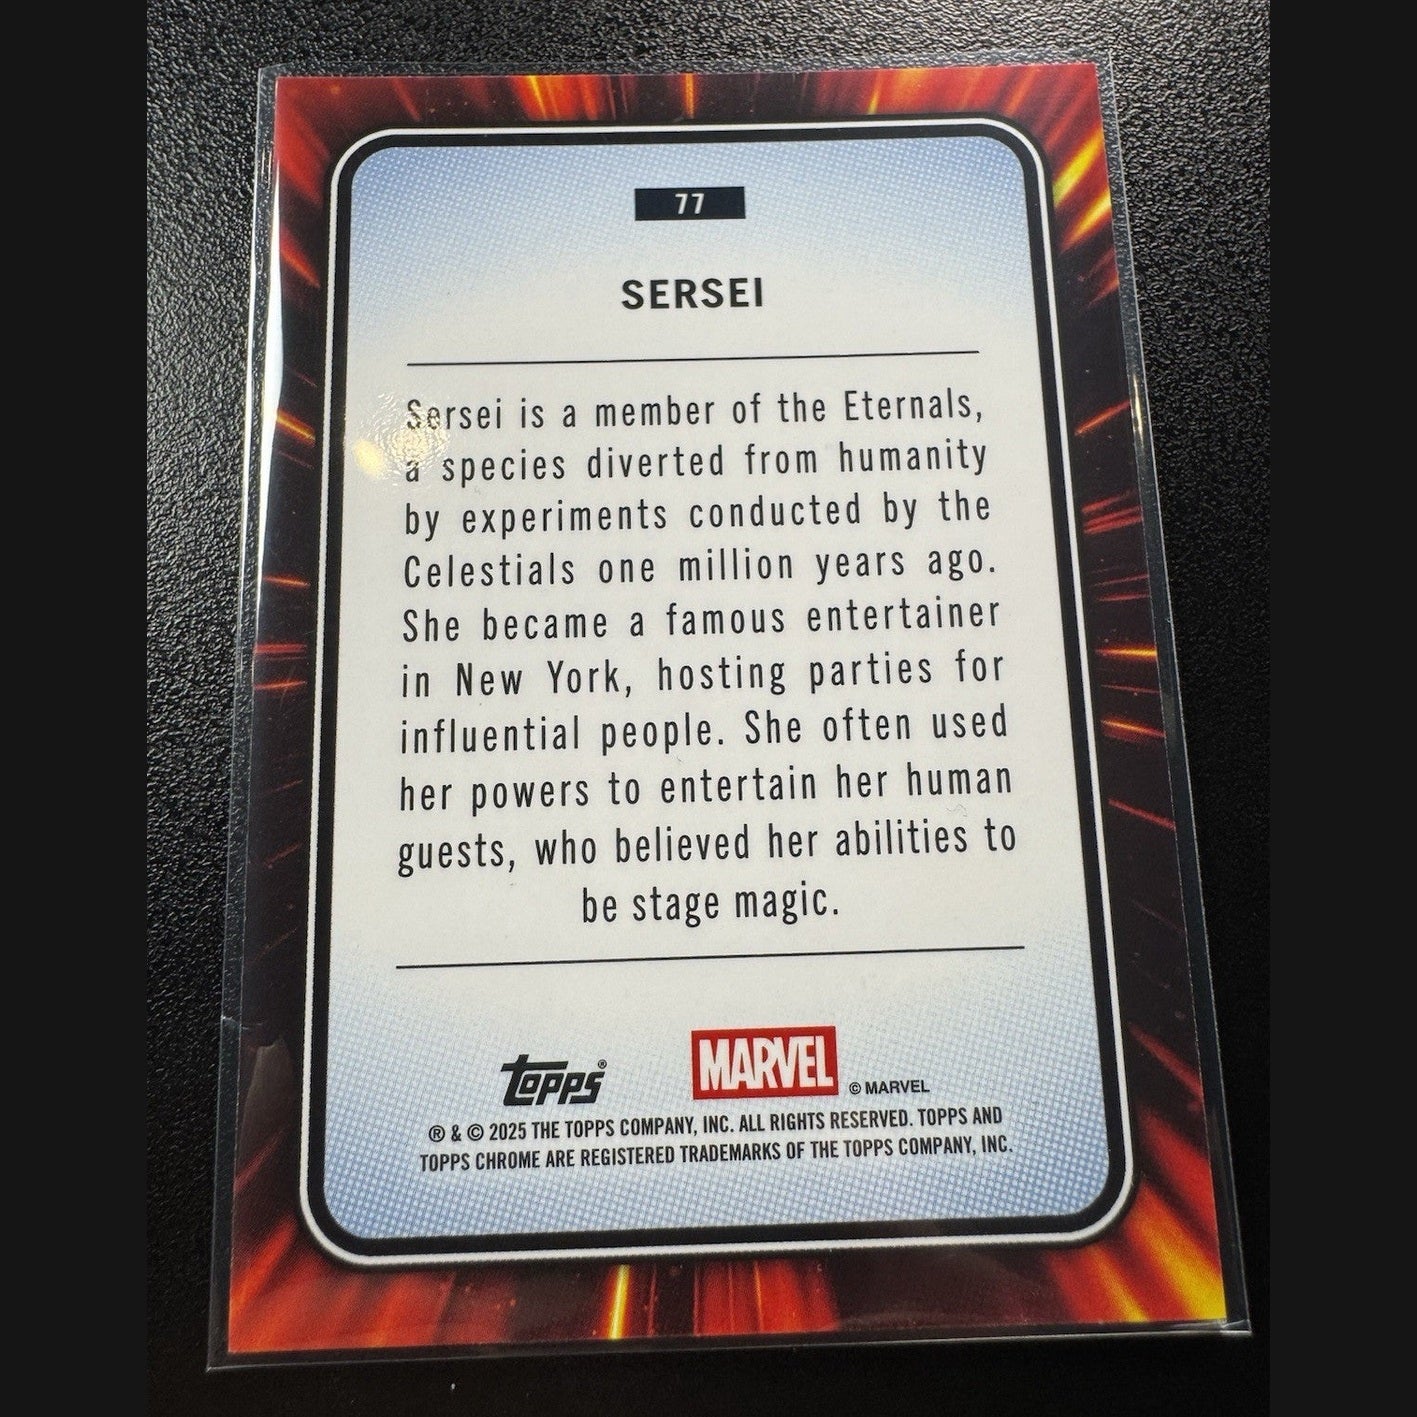 77
SERSEI
Sersei is a member of the Eternals,
a species diverted from humanity
by experiments conducted by the
Celestials one million years ago.
She became a famous entertainer
in New York, hosting parties for
influential people. She often used
her powers to entertain her human
guests, who believed her abilities to
be stage magic.
Topps® MARVEL © MARVEL
® & © 2025 THE TOPPS COMPANY, INC. ALL RIGHTS RESERVED. TOPPS AND
TOPPS CHROME ARE REGISTERED TRADEMARKS OF THE TOPPS COMPANY, INC.